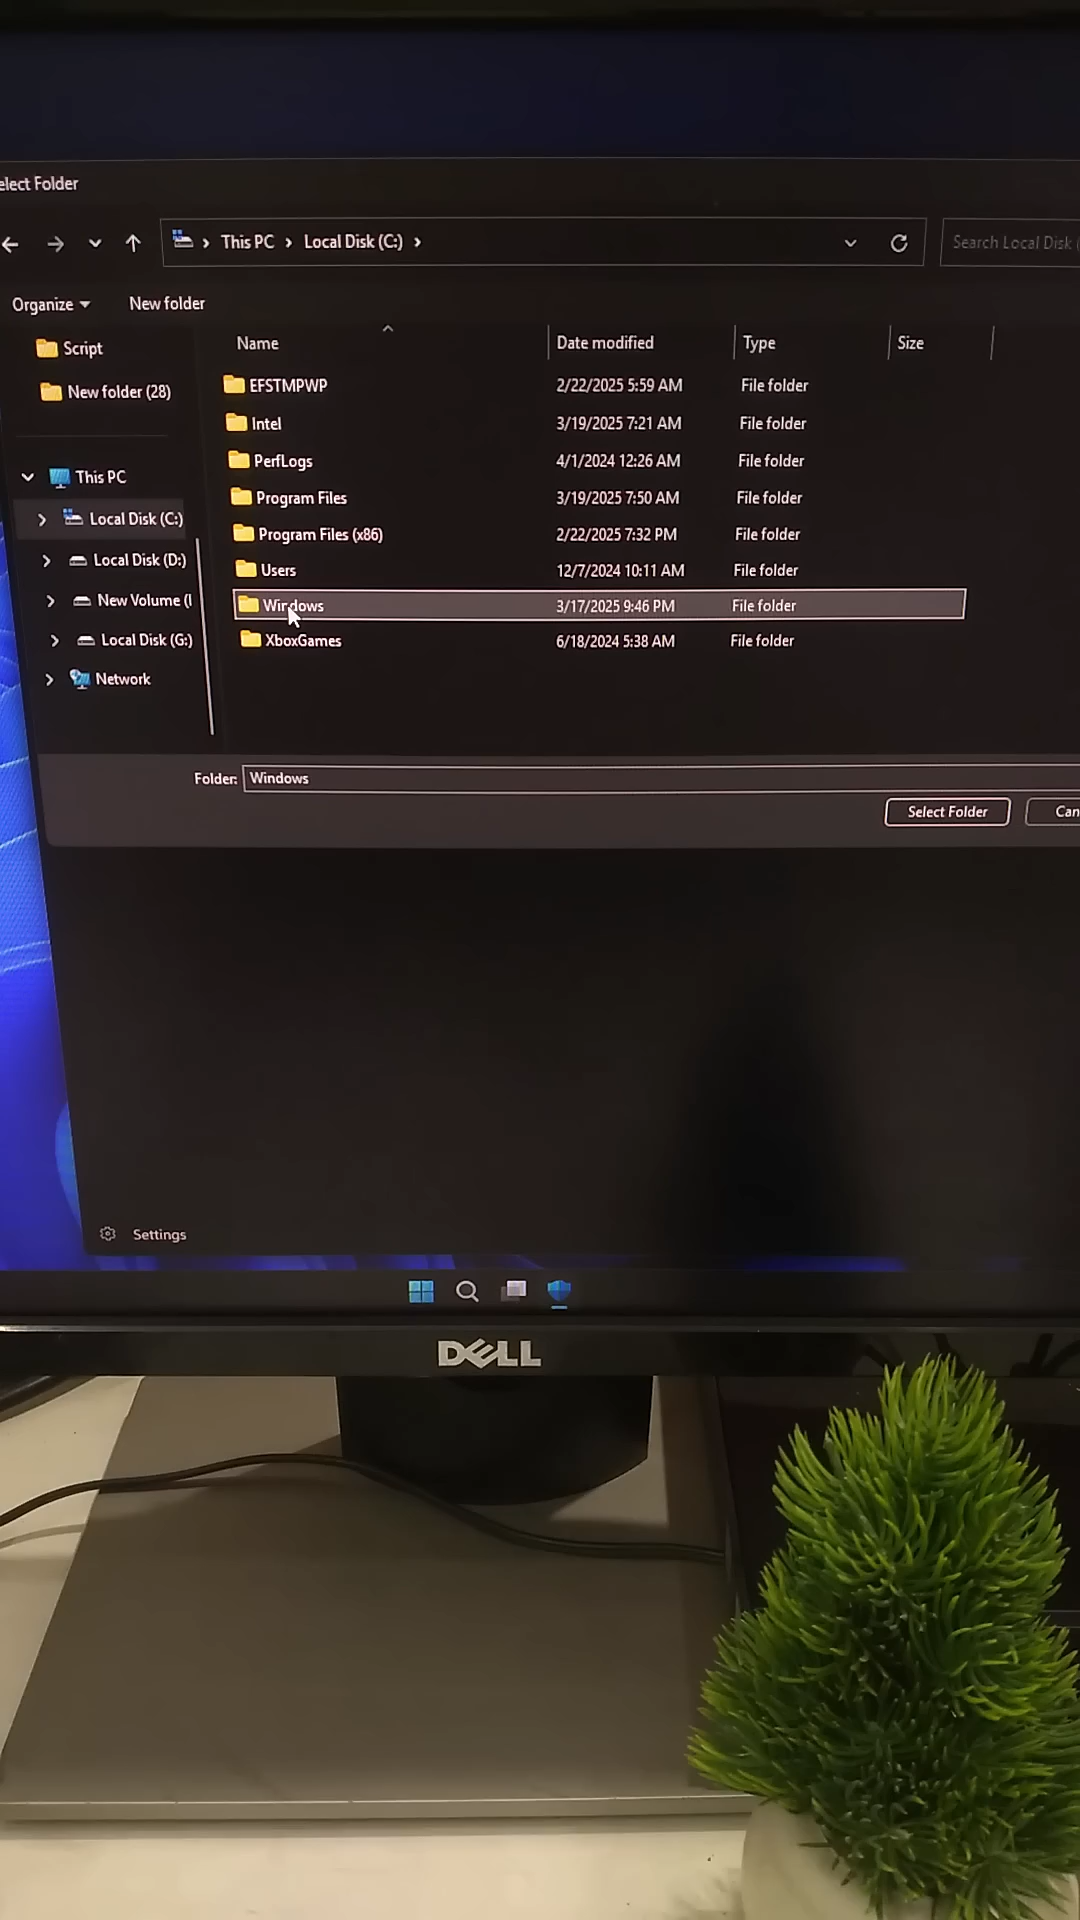 elect Folder
This PC > Local Disk (C:) >
Search Local Disk
Organize
New folder
Script
New folder (28)
This PC
Local Disk (C:)
Local Disk (D:)
New Volume (
Local Disk (G:)
Network
Name Date modified Type Size
EFSTMPWP 2/22/2025 5:59 AM File folder
Intel 3/19/2025 7:21 AM File folder
PerfLogs 4/1/2024 12:26 AM File folder
Program Files 3/19/2025 7:50 AM File folder
Program Files (x86) 2/22/2025 7:32 PM File folder
Users 12/7/2024 10:11 AM File folder
Windows 3/17/2025 9:46 PM File folder
XboxGames 6/18/2024 5:38 AM File folder
Folder: Windows
Select Folder
Can
Settings
DELL